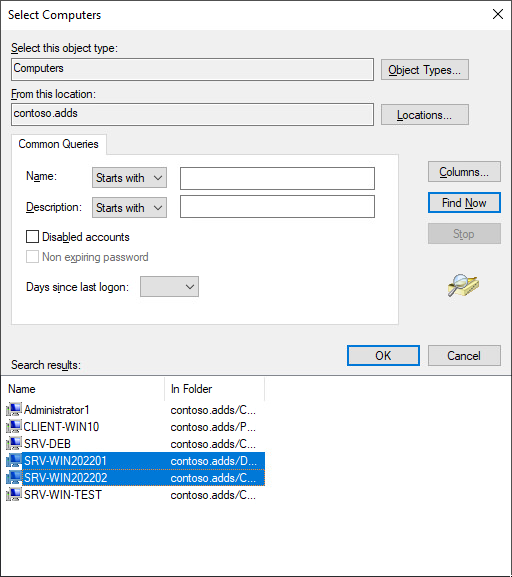 Select Computers
Select this object type:
Computers
Object Types...
From this location:
contoso.adds
Locations...
Common Queries
Name:
Starts with
Columns...
Description:
Starts with
Find Now
Disabled accounts
Stop
Non expiring password
Days since last logon:
OK
Cancel
Search results:
Name In Folder
Administrator1 contoso.adds/C...
CLIENT-WIN10 contoso.adds/P...
SRV-DEB contoso.adds/C...
SRV-WIN202201 contoso.adds/D...
SRV-WIN202202 contoso.adds/C...
SRV-WIN-TEST contoso.adds/C...